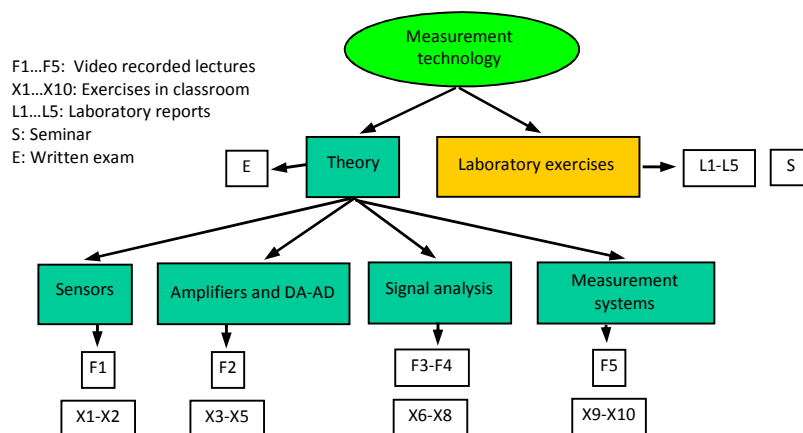 Measurement
technology
F1...F5: Video recorded lectures
X1...X10: Exercises in classroom
L1...L5: Laboratory reports
S: Seminar
E: Written exam
E
Theory
Laboratory exercises
L1-L5
S
Sensors
Amplifiers and DA-AD
Signal analysis
Measurement
systems
F1
F2
F3-F4
F5
X1-X2
X3-X5
X6-X8
X9-X10